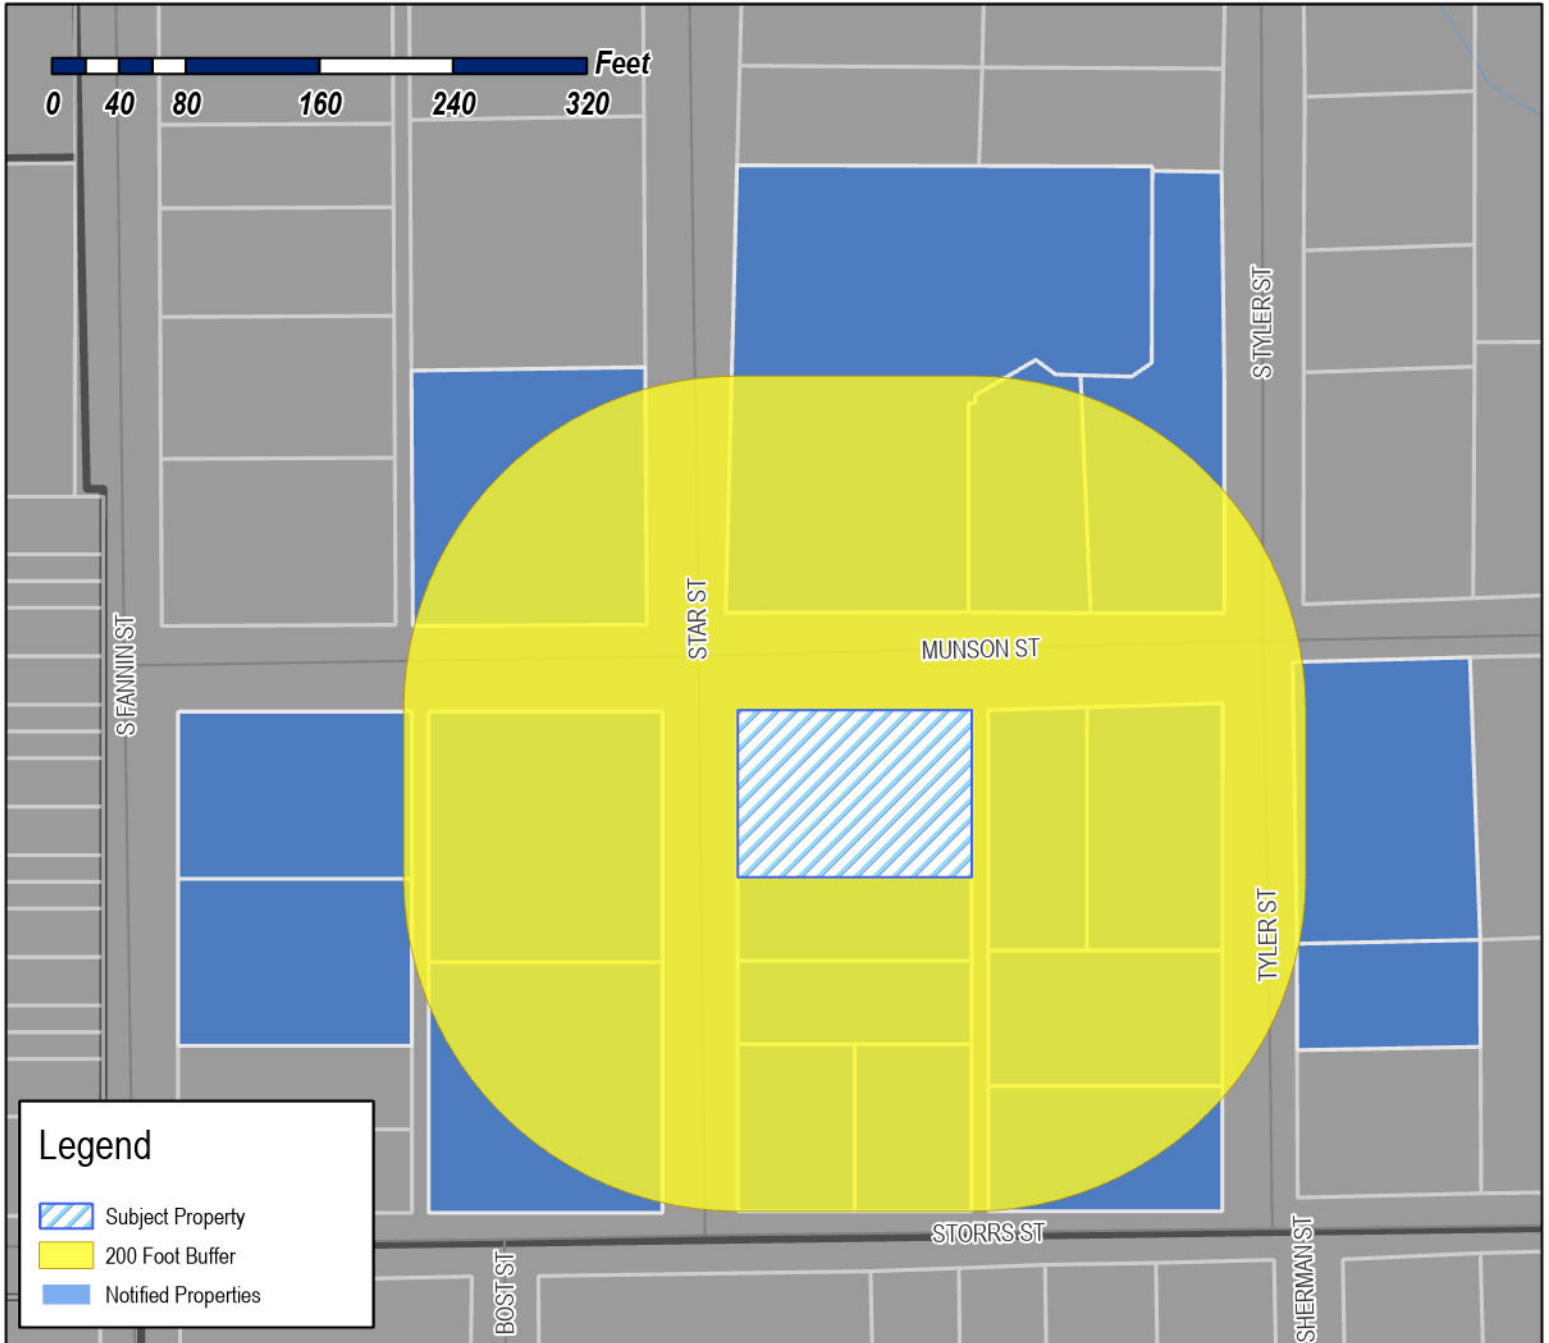 Feet
0 40 80 160 240 320
S TYLER ST
STAR ST
S FANNIN ST
MUNSON ST
TYLER ST
Legend
Subject Property
200 Foot Buffer
Notified Properties
STORRS ST
BOST ST
SHERMAN ST